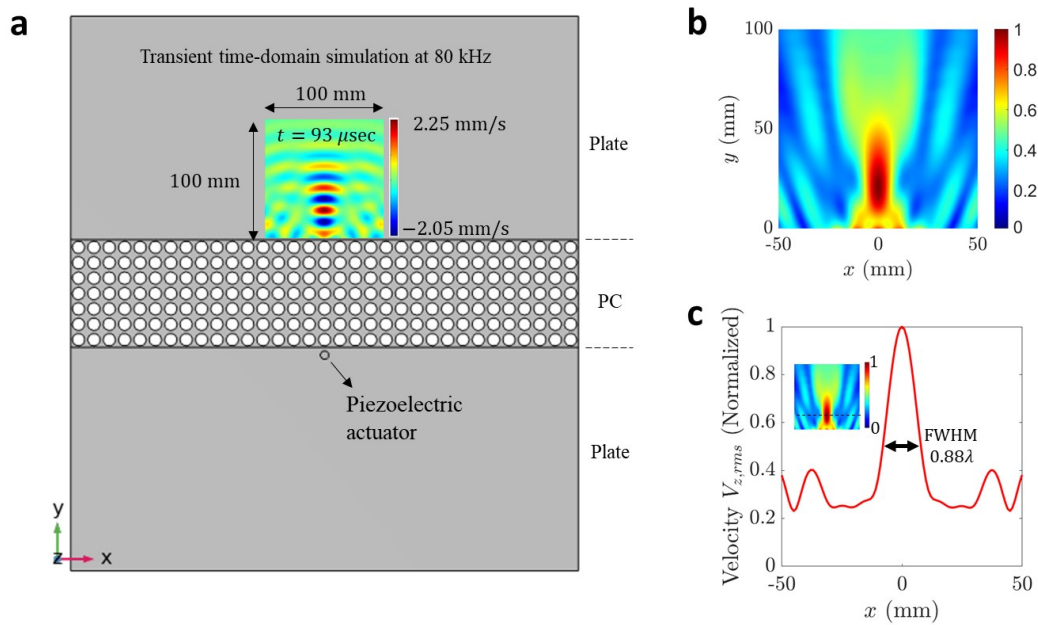 a
Transient time-domain simulation at 80 kHz
100 mm
t = 93 μsec
2.25 mm/s
100 mm
−2.05 mm/s
Plate
PC
Piezoelectric
actuator
Plate
y
z
x
b
100
50
0
y (mm)
-50
0
50
x (mm)
1
0.8
0.6
0.4
0.2
0
c
Velocity V_{z,rms} (Normalized)
1
0.8
0.6
0.4
0.2
0
1
0
FWHM
0.88λ
-50
0
50
x (mm)